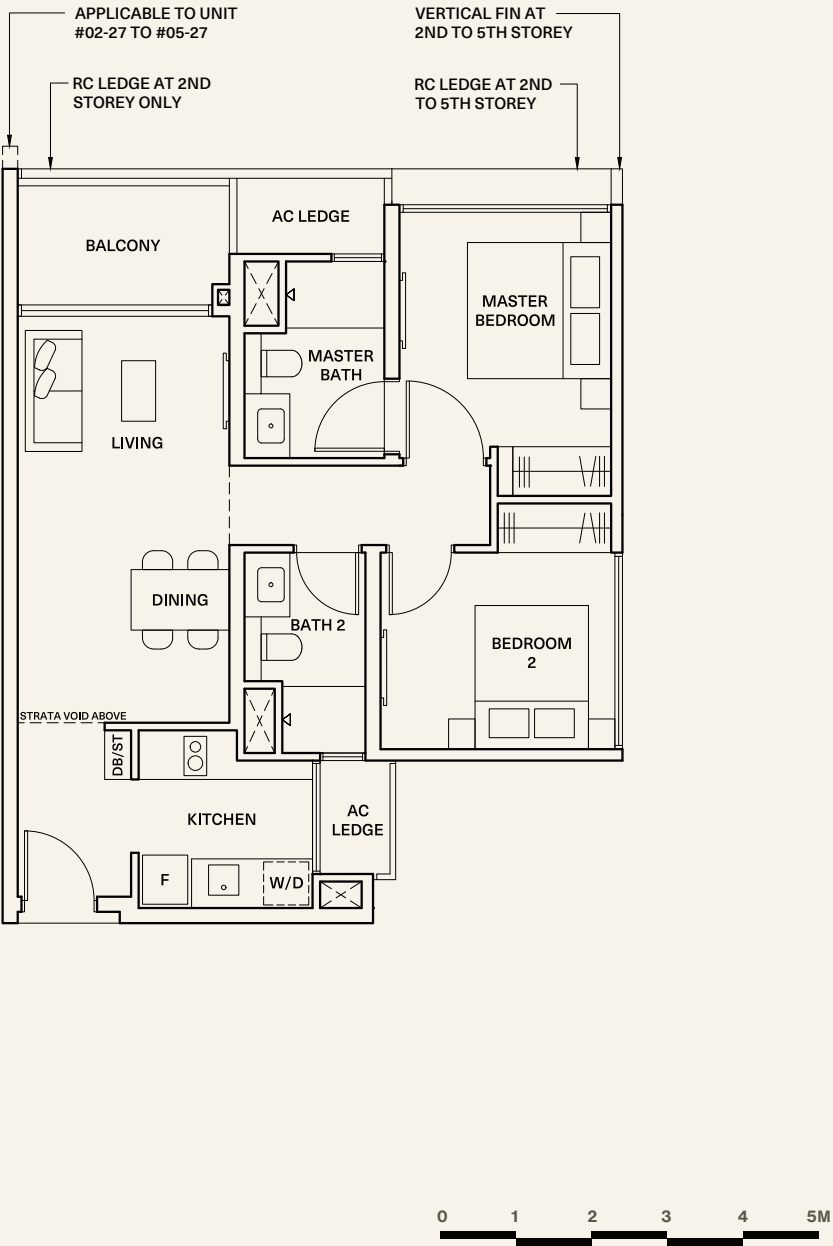 APPLICABLE TO UNIT
#02-27 TO #05-27
VERTICAL FIN AT
2ND TO 5TH STOREY
RC LEDGE AT 2ND
STOREY ONLY
RC LEDGE AT 2ND
TO 5TH STOREY
AC LEDGE
BALCONY
MASTER
BEDROOM
MASTER
BATH
LIVING
DINING
BATH 2
BEDROOM
2
STRATA VOID ABOVE
DB/ST
KITCHEN
AC
LEDGE
F
W/D
0 1 2 3 4 5M